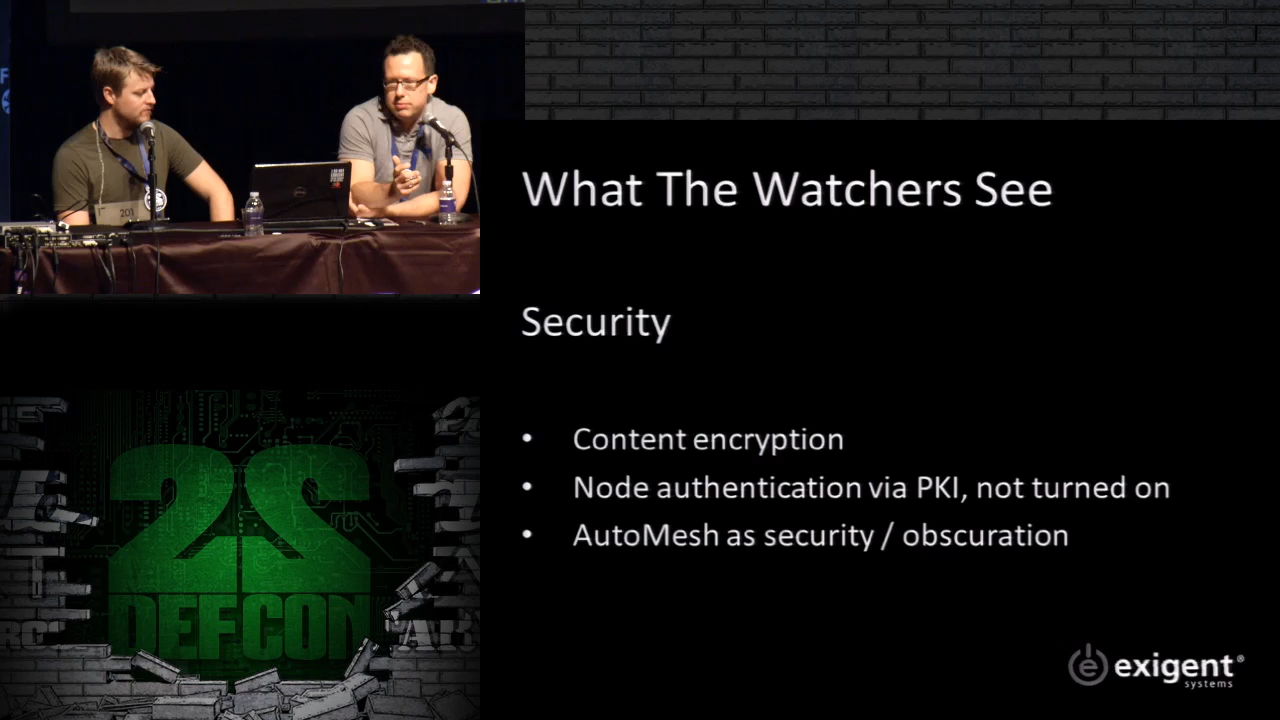 What The Watchers See
Security
• Content encryption
• Node authentication via PKI, not turned on
• AutoMesh as security / obscuration
22
DEFCON
exigent®
systems